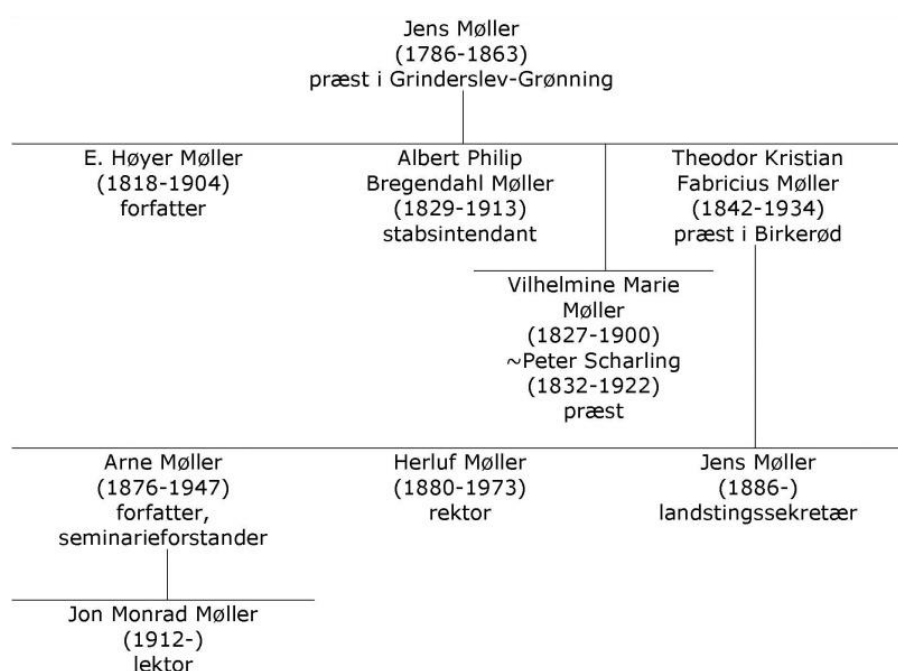 Jens Møller
(1786-1863)
præst i Grinderslev-Grønning
E. Høyer Møller
(1818-1904)
forfatter
Albert Philip
Bregendahl Møller
(1829-1913)
stabsintendant
Theodor Kristian
Fabricius Møller
(1842-1934)
præst i Birkerød
Vilhelmine Marie
Møller
(1827-1900)
~Peter Scharling
(1832-1922)
præst
Arne Møller
(1876-1947)
forfatter,
seminarieforstander
Herluf Møller
(1880-1973)
rektor
Jens Møller
(1886-)
landstingssekretær
Jon Monrad Møller
(1912-)
lektor